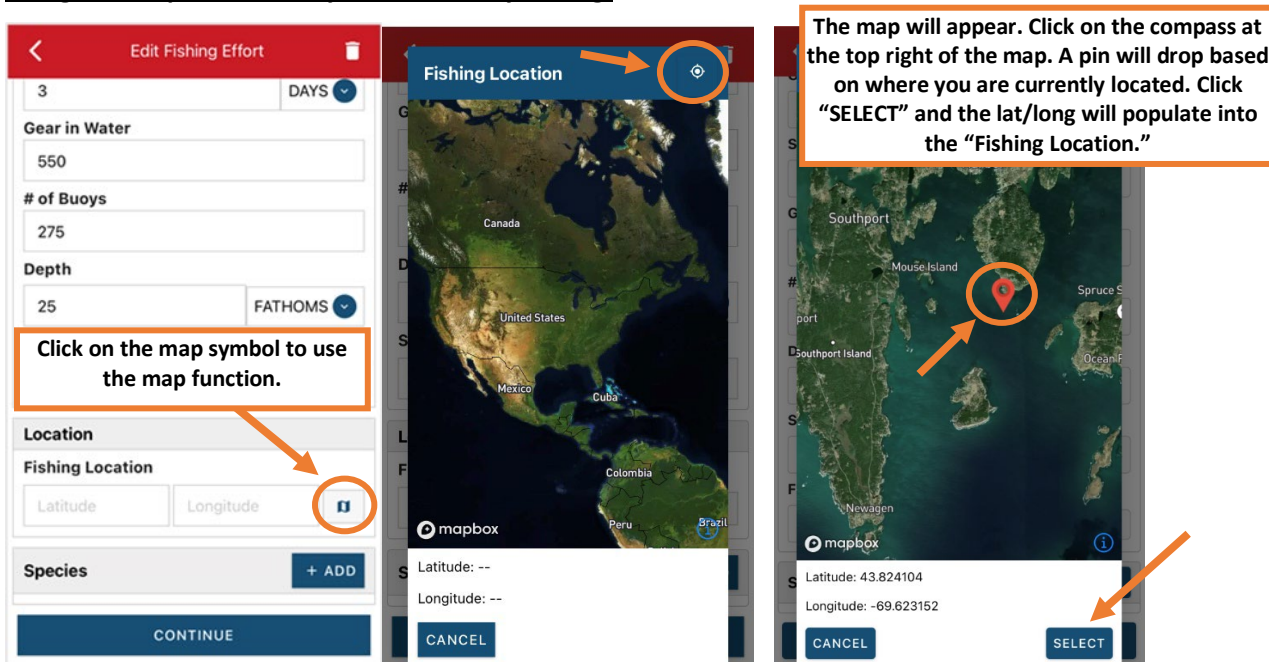 Edit Fishing Effort
3
DAYS
Gear in Water
550
# of Buoys
275
Depth
25
FATHOMS
Click on the map symbol to use
the map function.
Location
Fishing Location
Latitude
Longitude
Species
+ ADD
CONTINUE
Fishing Location
Canada
United States
Mexico
Cuba
Colombia
Peru
Brazil
mapbox
Latitude: --
Longitude: --
CANCEL
The map will appear. Click on the compass at
the top right of the map. A pin will drop based
on where you are currently located. Click
“SELECT” and the lat/long will populate into
the “Fishing Location.”
Southport
Mouse Island
Spruce
Southport Island
Ocean
Newagen
mapbox
Latitude: 43.824104
Longitude: -69.623152
CANCEL
SELECT